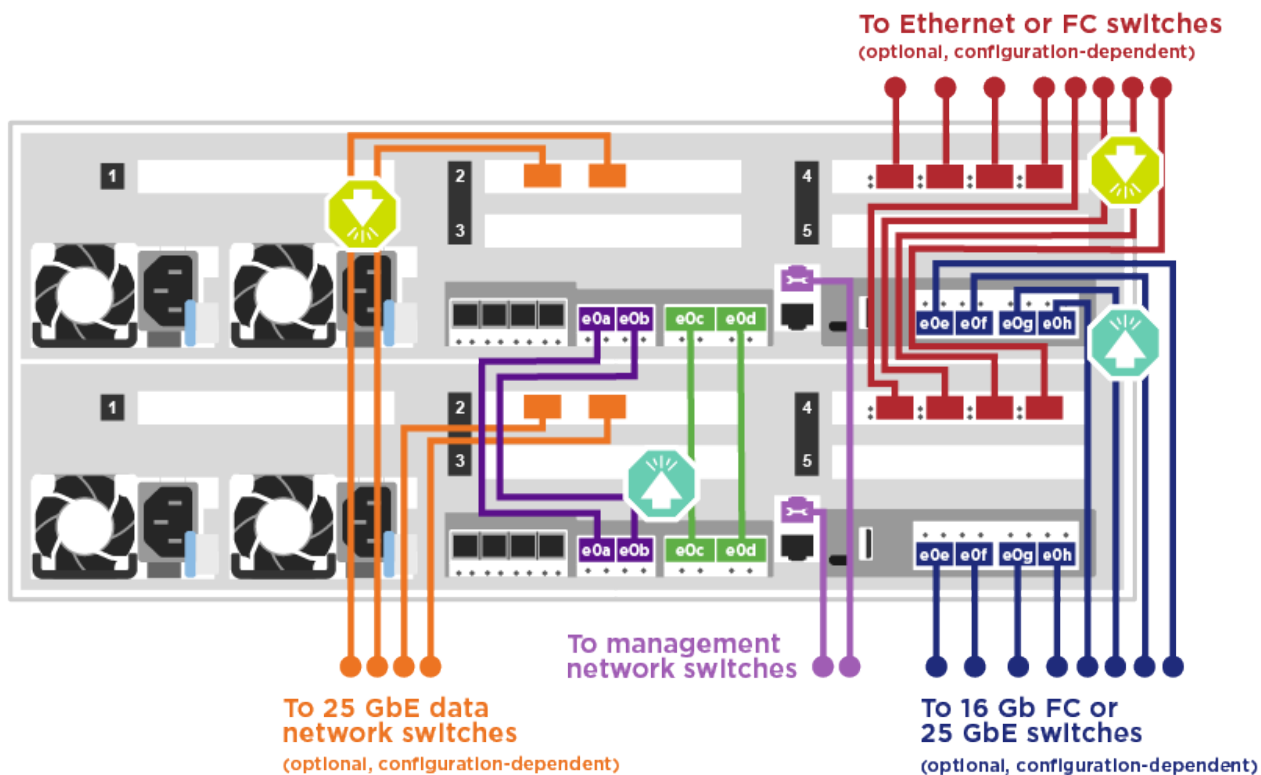 To Ethernet or FC switches
(optional, configuration-dependent)
1
2
4
3
5
e0a e0b e0c e0d e0e e0f e0g e0h
1
2
4
3
5
e0a e0b e0c e0d e0e e0f e0g e0h
To management
network switches
To 25 GbE data
network switches
(optional, configuration-dependent)
To 16 Gb FC or
25 GbE switches
(optional, configuration-dependent)